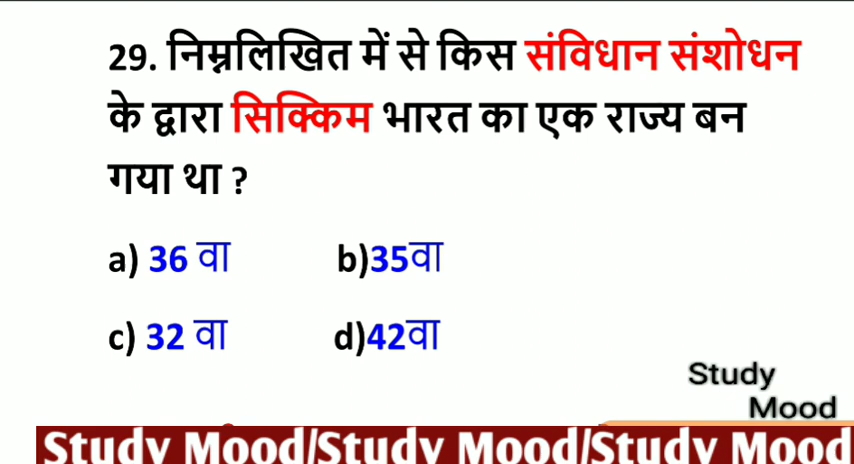 29. निम्नलिखित में से किस संविधान संशोधन
के द्वारा सिक्किम भारत का एक राज्य बन
गया था ?
a) 36 वा b)35वा
c) 32 वा d)42वा
Study
Mood
Study Mood/Study Mood/Study Mood